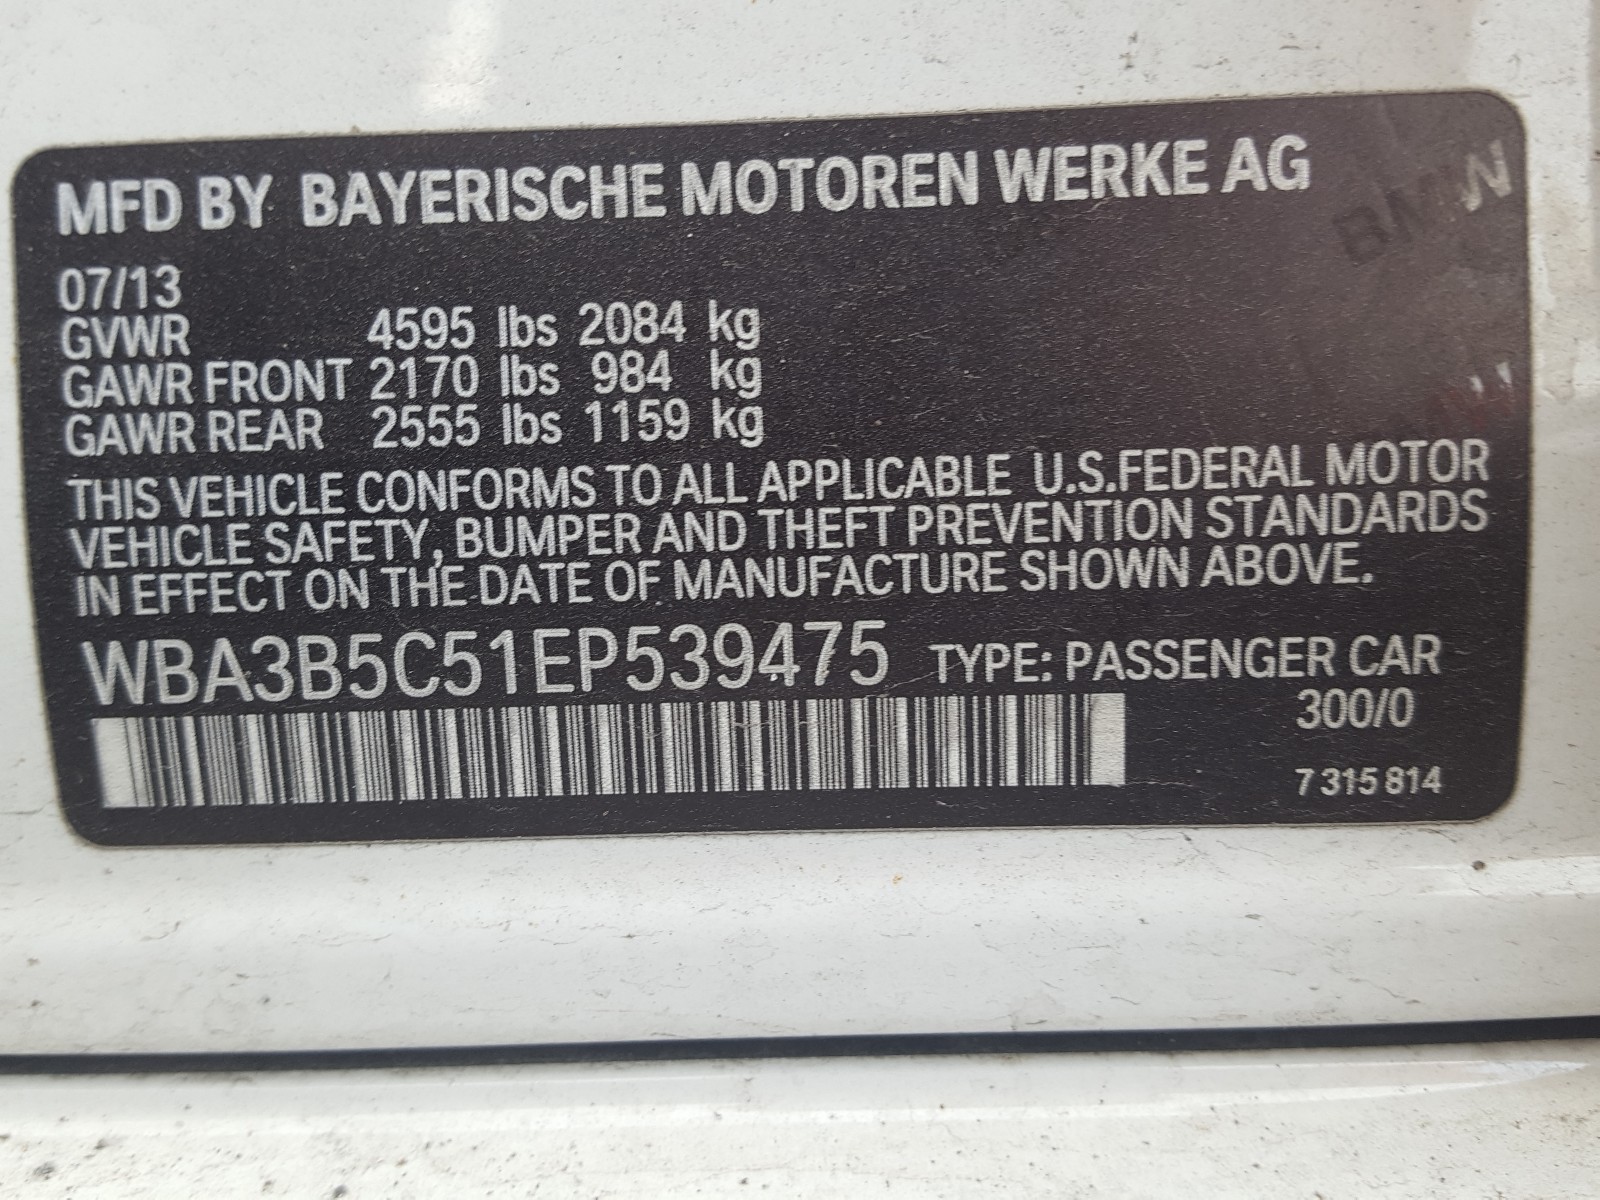 MFD BY BAYERISCHE MOTOREN WERKE AG
BMW
07/13
GVWR 4595 lbs 2084 kg
GAWR FRONT 2170 lbs 984 kg
GAWR REAR 2555 lbs 1159 kg
THIS VEHICLE CONFORMS TO ALL APPLICABLE U.S.FEDERAL MOTOR
VEHICLE SAFETY, BUMPER AND THEFT PREVENTION STANDARDS
IN EFFECT ON THE DATE OF MANUFACTURE SHOWN ABOVE.
WBA3B5C51EP539475 TYPE: PASSENGER CAR
300/0
7 315 814